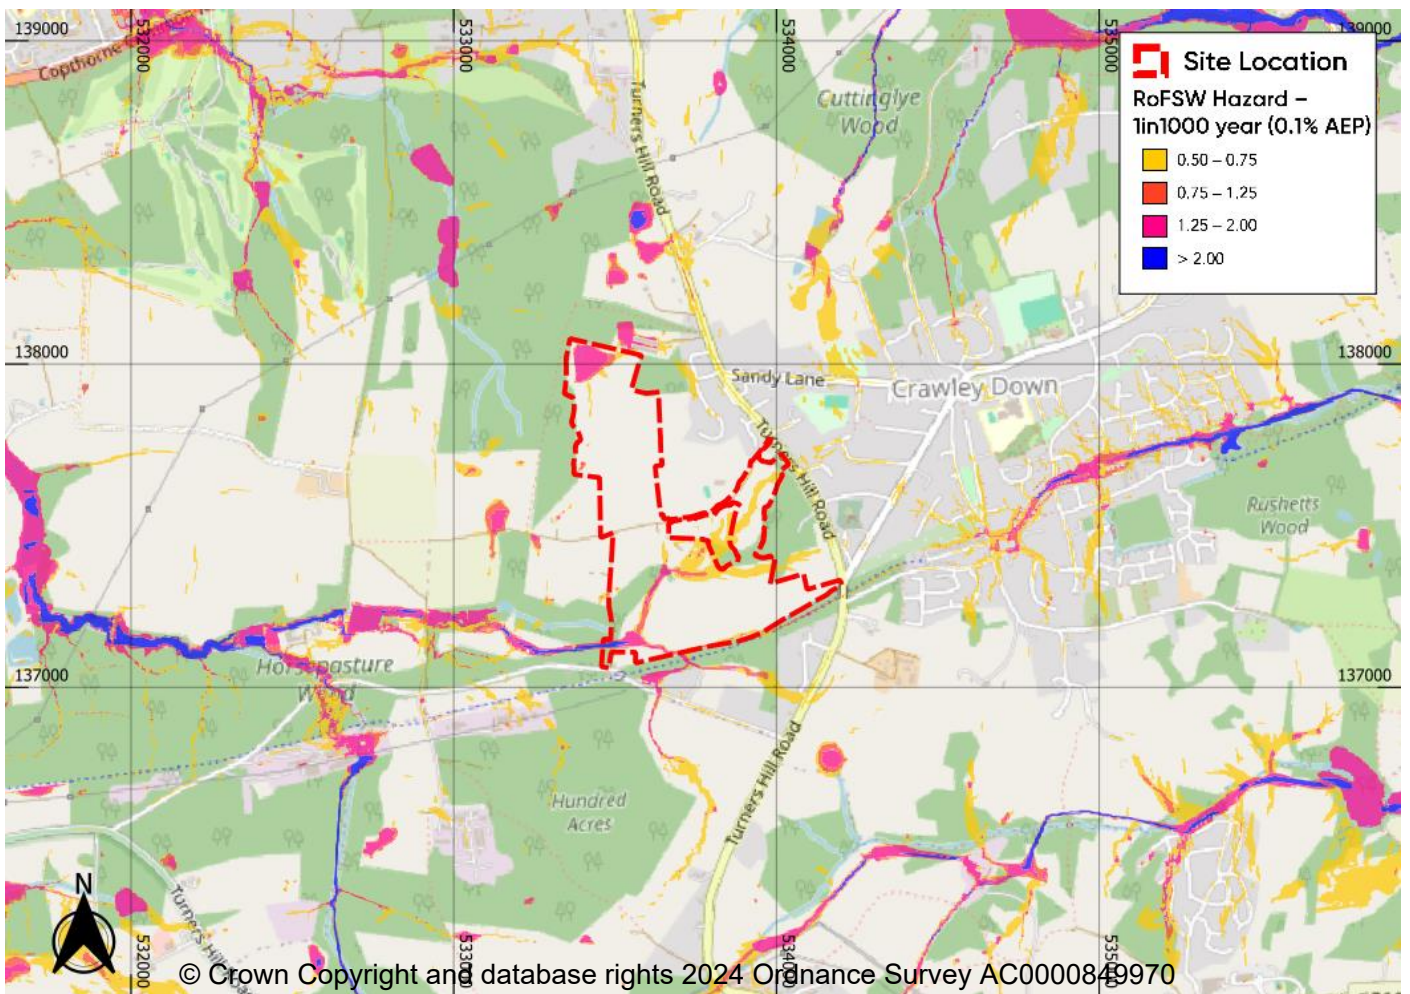 139000
532000
533000
534000
535000
139000
Copthorne
Turners Hill Road
Cuttinglye
Wood
Site Location
RoFSW Hazard –
1in1000 year (0.1% AEP)
0.50 – 0.75
0.75 – 1.25
1.25 – 2.00
> 2.00
138000
138000
Sandy Lane
Crawley Down
Turners Hill Road
Rushetts
Wood
Horsepasture
Wood
137000
137000
Turners Hill Road
Hundred
Acres
N
Turners Hill
532000
533000
534000
535000
© Crown Copyright and database rights 2024 Ordnance Survey AC0000849970